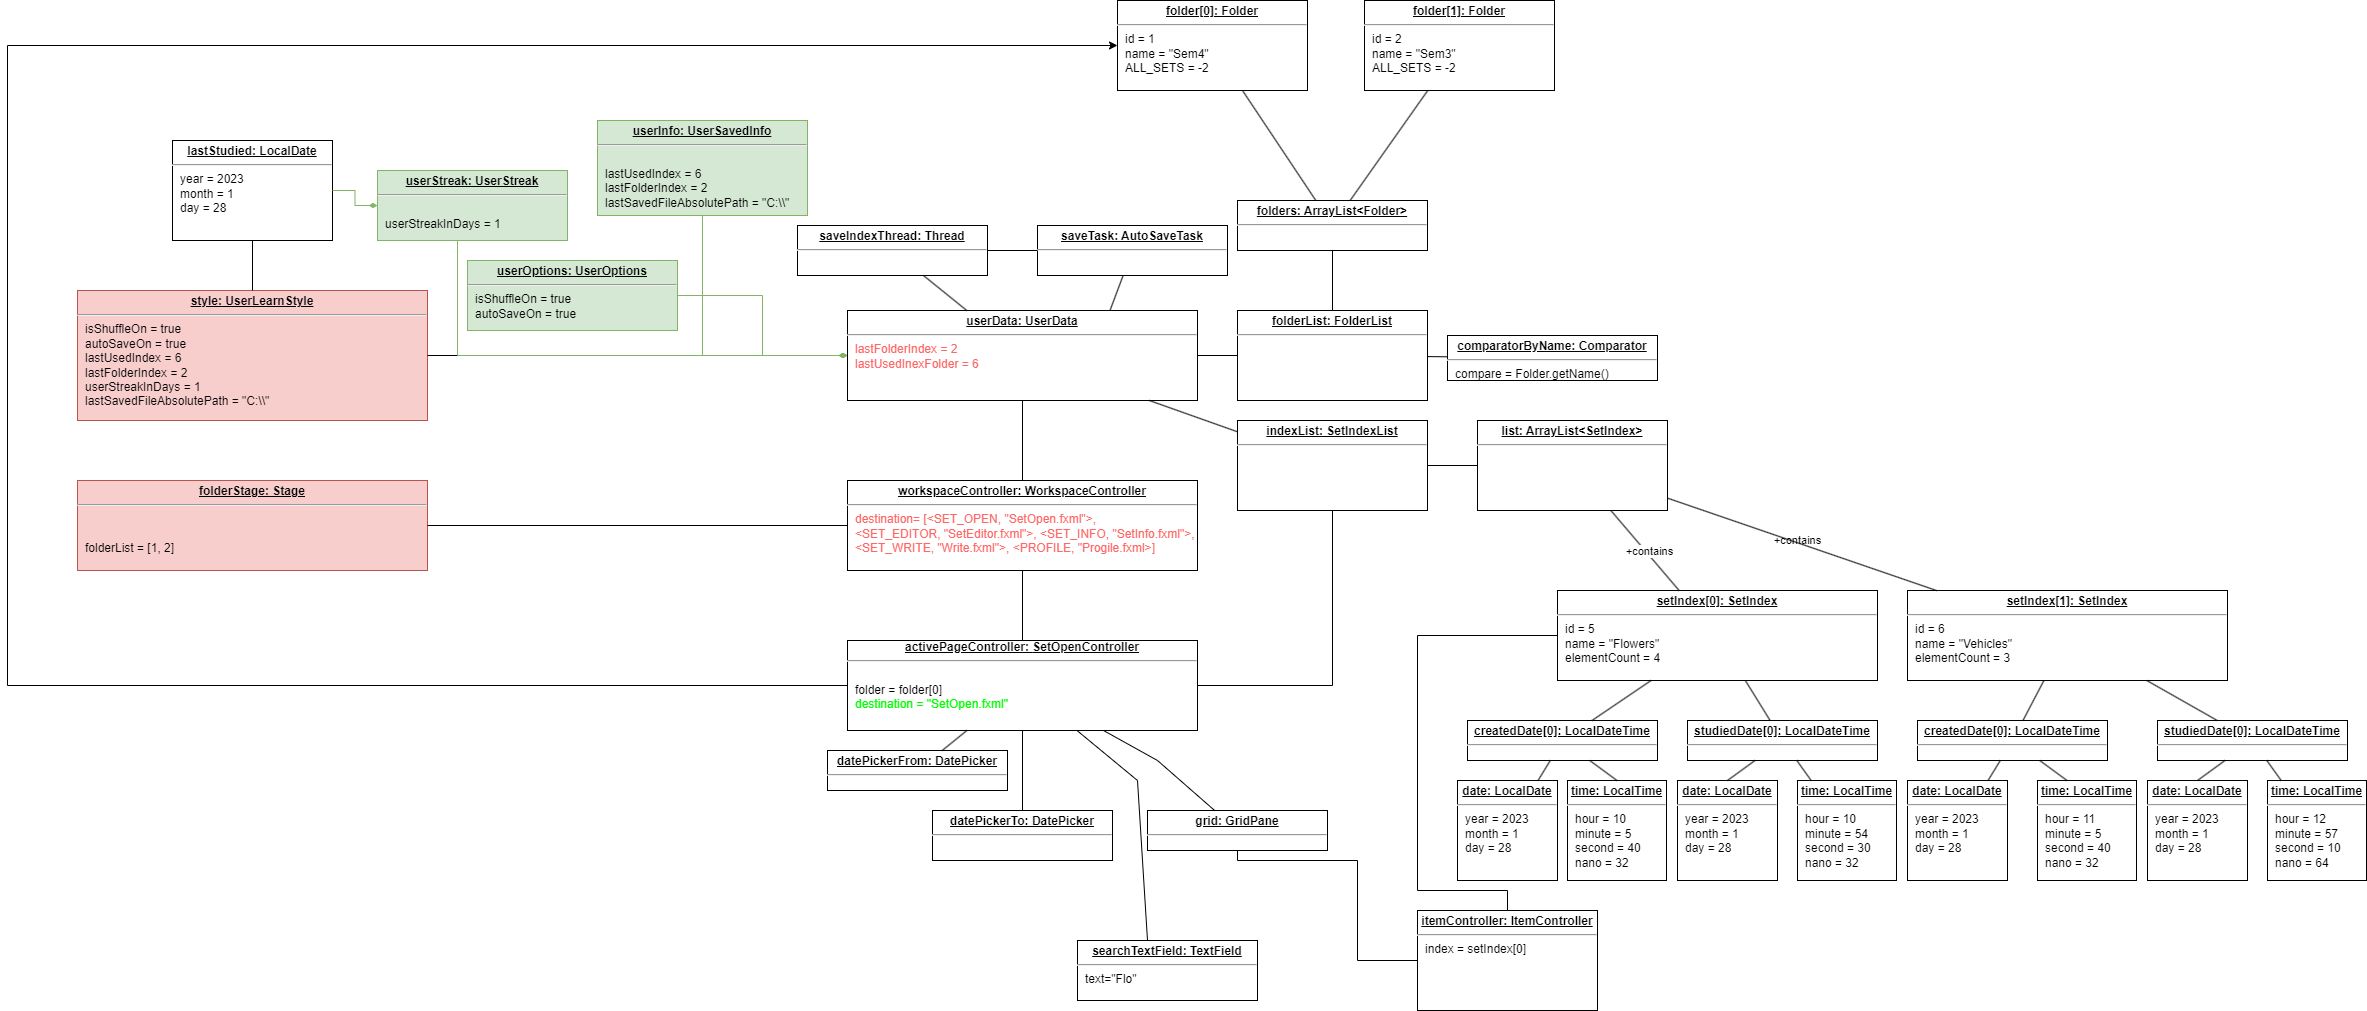 folder[0]: Folder
id = 1
name = "Sem4"
ALL_SETS = -2
folder[1]: Folder
id = 2
name = "Sem3"
ALL_SETS = -2
lastStudied: LocalDate
year = 2023
month = 1
day = 28
userStreak: UserStreak
userStreakInDays = 1
userInfo: UserSavedInfo
lastUsedIndex = 6
lastFolderIndex = 2
lastSavedFileAbsolutePath = "C:\\"
userOptions: UserOptions
isShuffleOn = true
autoSaveOn = true
saveIndexThread: Thread
saveTask: AutoSaveTask
folders: ArrayList<Folder>
style: UserLearnStyle
isShuffleOn = true
autoSaveOn = true
lastUsedIndex = 6
lastFolderIndex = 2
userStreakInDays = 1
lastSavedFileAbsolutePath = "C:\\"
userData: UserData
lastFolderIndex = 2
lastUsedInexFolder = 6
folderList: FolderList
comparatorByName: Comparator
compare = Folder.getName()
indexList: SetIndexList
list: ArrayList<SetIndex>
folderStage: Stage
folderList = [1, 2]
workspaceController: WorkspaceController
destination= [<SET_OPEN, "SetOpen.fxml">,
<SET_EDITOR, "SetEditor.fxml">, <SET_INFO, "SetInfo.fxml">,
<SET_WRITE, "Write.fxml">, <PROFILE, "Progile.fxml>]
+contains
+contains
setIndex[0]: SetIndex
id = 5
name = "Flowers"
elementCount = 4
setIndex[1]: SetIndex
id = 6
name = "Vehicles"
elementCount = 3
activePageController: SetOpenController
folder = folder[0]
destination = "SetOpen.fxml"
createdDate[0]: LocalDateTime
studiedDate[0]: LocalDateTime
createdDate[0]: LocalDateTime
studiedDate[0]: LocalDateTime
datePickerFrom: DatePicker
date: LocalDate
year = 2023
month = 1
day = 28
time: LocalTime
hour = 10
minute = 5
second = 40
nano = 32
date: LocalDate
year = 2023
month = 1
day = 28
time: LocalTime
hour = 10
minute = 54
second = 30
nano = 32
date: LocalDate
year = 2023
month = 1
day = 28
time: LocalTime
hour = 11
minute = 5
second = 40
nano = 32
date: LocalDate
year = 2023
month = 1
day = 28
time: LocalTime
hour = 12
minute = 57
second = 10
nano = 64
datePickerTo: DatePicker
grid: GridPane
itemController: ItemController
index = setIndex[0]
searchTextField: TextField
text="Flo"